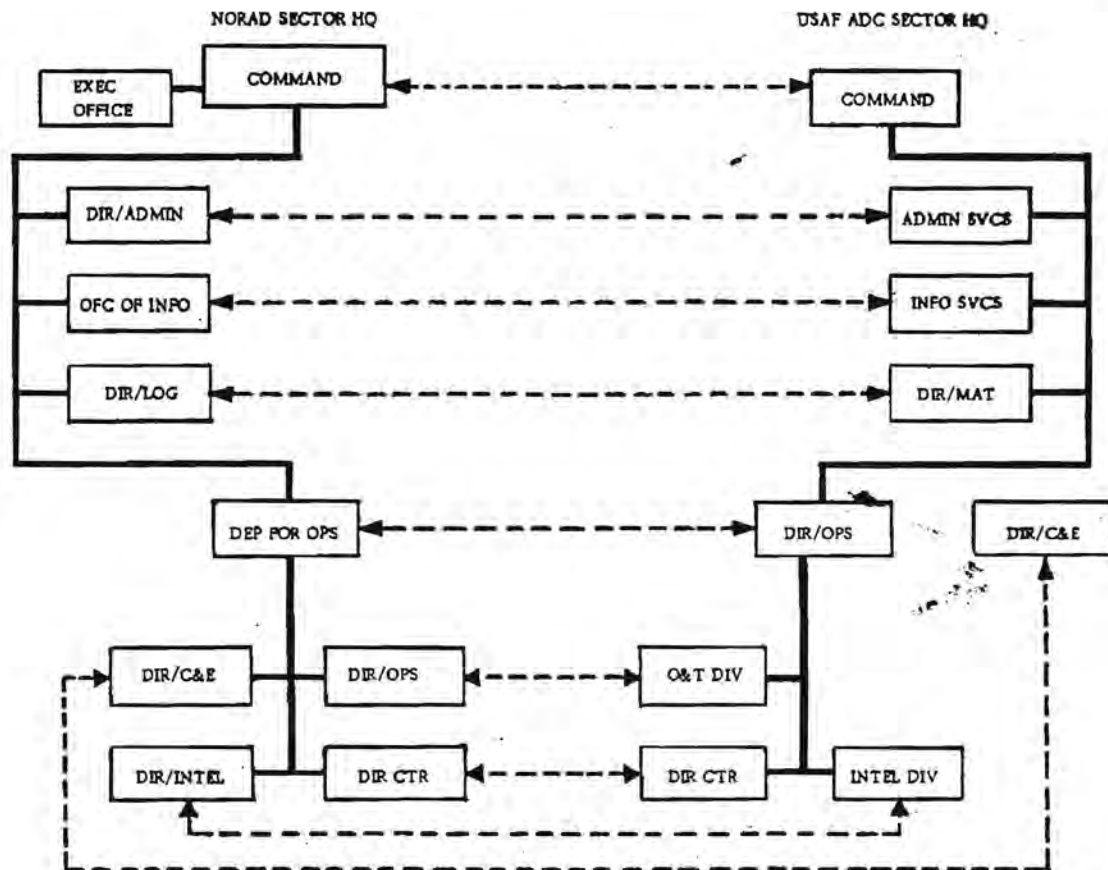 NORAD SECTOR HQ
USAF ADC SECTOR HQ
EXEC
OFFICE
COMMAND
COMMAND
DIR/ADMIN
ADMIN SVCS
OFC OF INFO
INFO SVCS
DIR/LOG
DIR/MAT
DEP FOR OPS
DIR/OPS
DIR/C&E
DIR/C&E
DIR/OPS
O&T DIV
DIR/INTEL
DIR CTR
DIR CTR
INTEL DIV